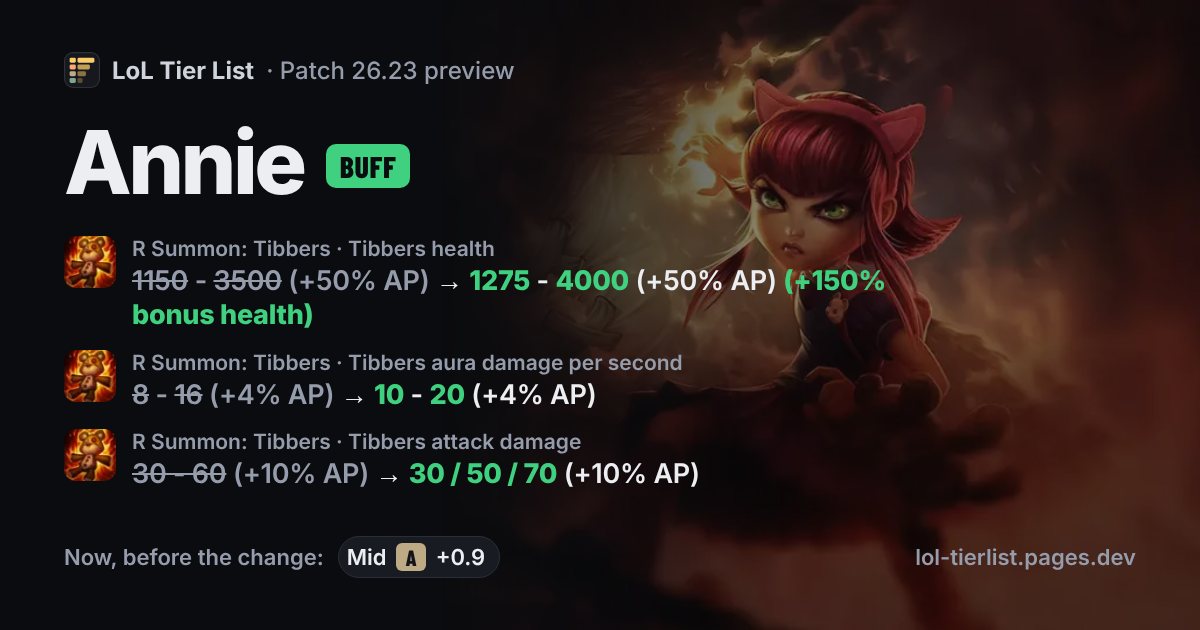 LoL Tier List · Patch 26.23 preview
Annie BUFF
R Summon: Tibbers · Tibbers health
1150 - 3500 (+50% AP) → 1275 - 4000 (+50% AP) (+150%
bonus health)
R Summon: Tibbers · Tibbers aura damage per second
8 - 16 (+4% AP) → 10 - 20 (+4% AP)
R Summon: Tibbers · Tibbers attack damage
30 - 60 (+10% AP) → 30 / 50 / 70 (+10% AP)
Now, before the change: Mid A +0.9
lol-tierlist.pages.dev